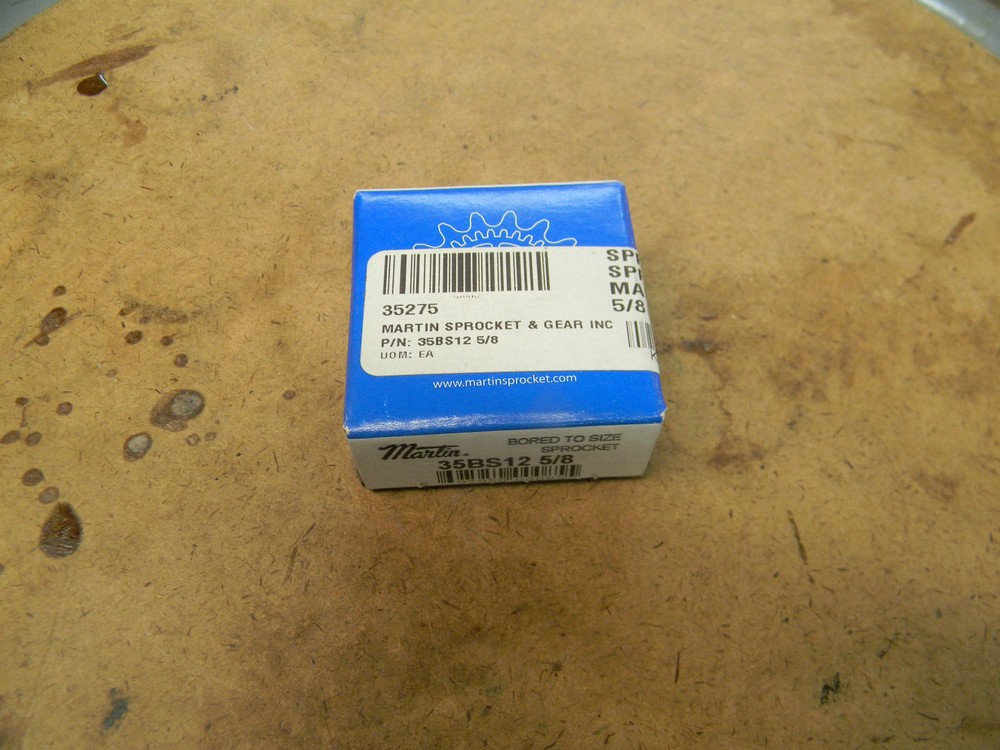 35275
MARTIN SPROCKET & GEAR INC
P/N: 35BS12 5/8
UOM: EA
SP
SP
MA
5/8
www.martinsprocket.com
Martin
BORED TO SIZE
SPROCKET
35BS12 5/8